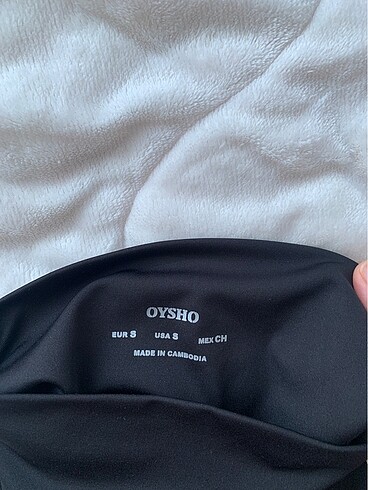 OYSHO
EUR S USA S MEX CH
MADE IN CAMBODIA